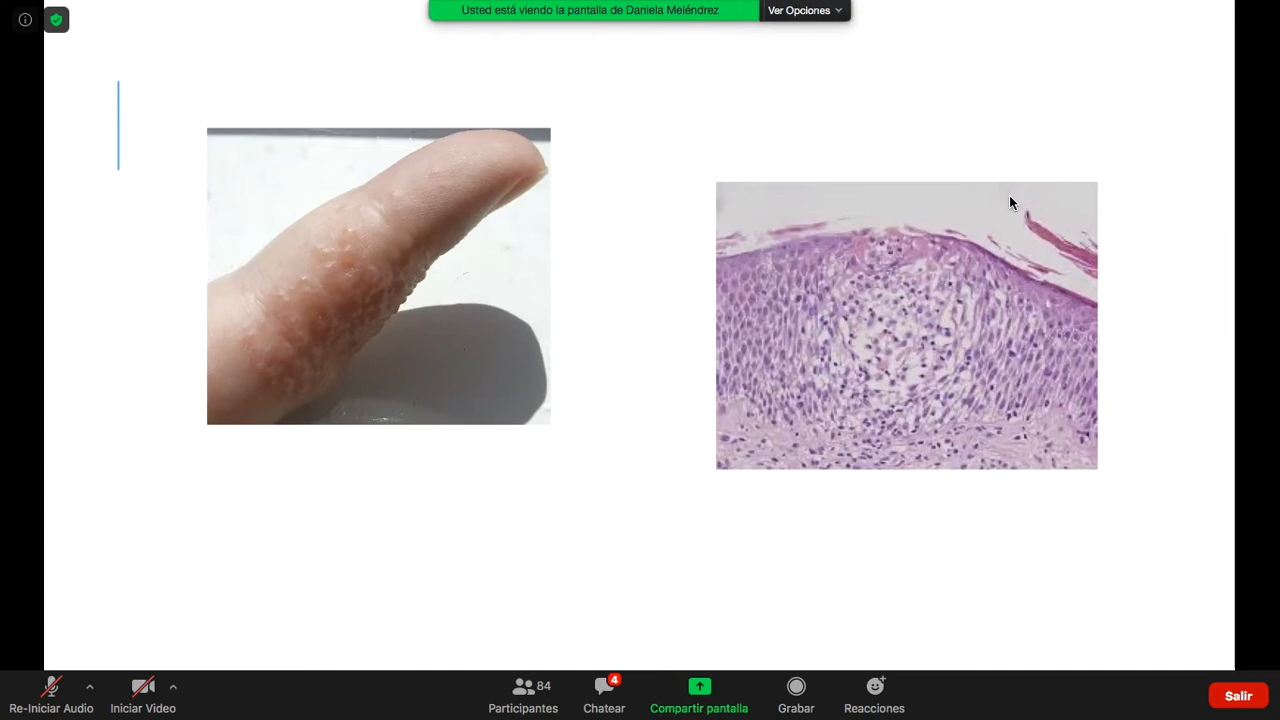 Usted está viendo la pantalla de Daniela Meléndrez
Ver Opciones
Re-Iniciar Audio
Iniciar Video
84
Participantes
4
Chatear
Compartir pantalla
Grabar
Reacciones
Salir